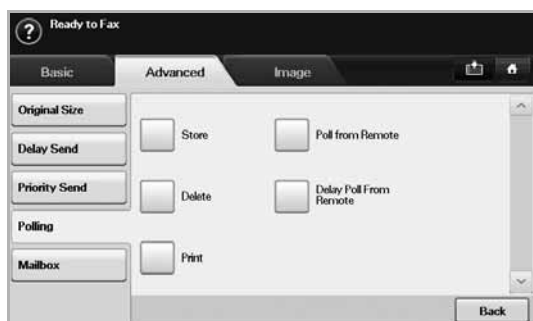 ?
Ready to Fax
Basic
Advanced
Image
Original Size
Delay Send
Priority Send
Polling
Mailbox
Store
Poll from Remote
Delete
Delay Poll From
Remote
Print
Back